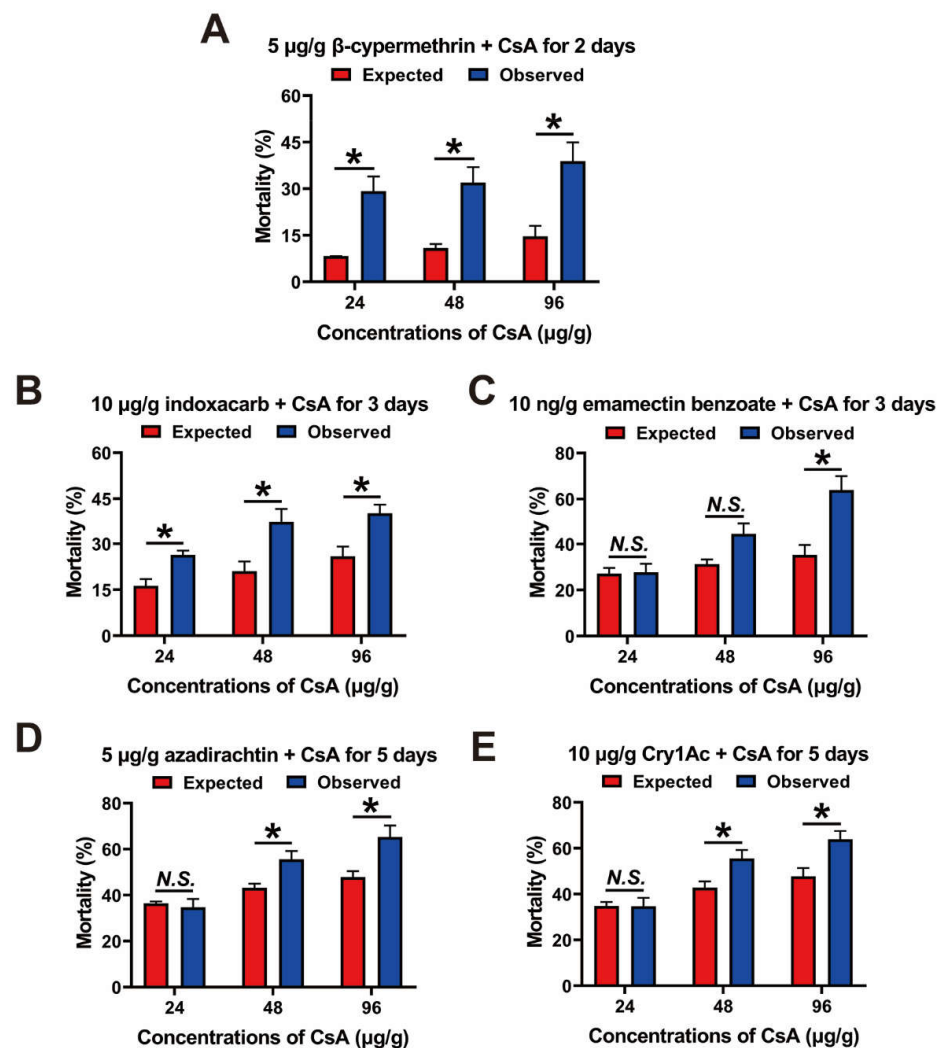 A
5 μg/g β-cypermethrin + CsA for 2 days
Expected Observed
Mortality (%)
60
45
30
15
0
* * *
24 48 96
Concentrations of CsA (μg/g)
B
10 μg/g indoxacarb + CsA for 3 days
Expected Observed
Mortality (%)
60
45
30
15
0
* * *
24 48 96
Concentrations of CsA (μg/g)
C
10 ng/g emamectin benzoate + CsA for 3 days
Expected Observed
Mortality (%)
80
60
40
20
0
N.S. N.S. *
24 48 96
Concentrations of CsA (μg/g)
D
5 μg/g azadirachtin + CsA for 5 days
Expected Observed
Mortality (%)
80
60
40
20
0
N.S. * *
24 48 96
Concentrations of CsA (μg/g)
E
10 μg/g Cry1Ac + CsA for 5 days
Expected Observed
Mortality (%)
80
60
40
20
0
N.S. * *
24 48 96
Concentrations of CsA (μg/g)